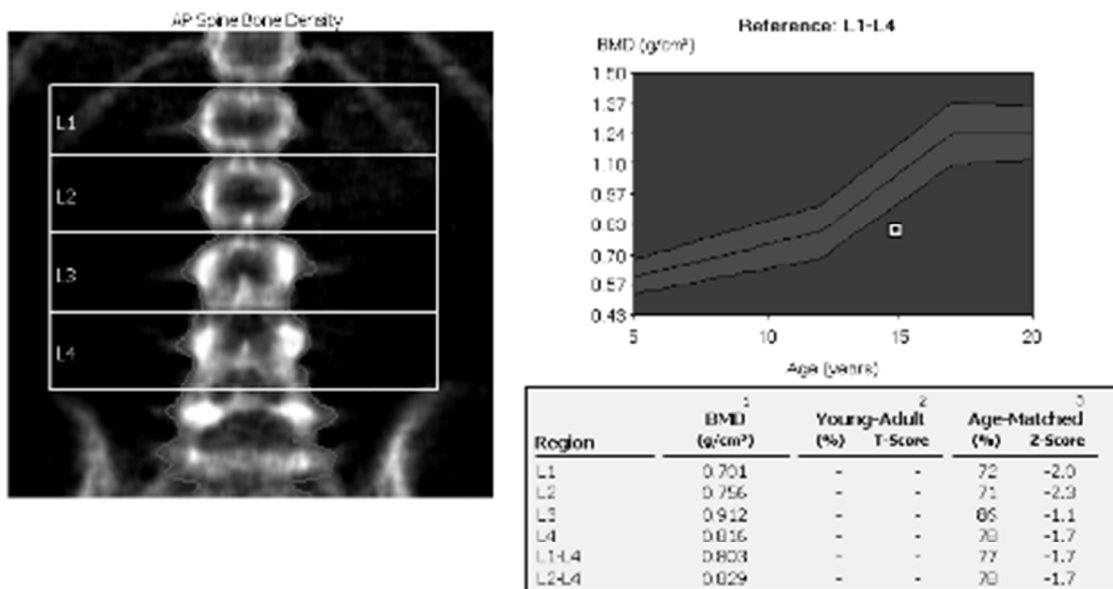 AP Spine Bone Density
L1
L2
L3
L4
Reference: L1-L4
BMD (g/cm²)
1.50
1.37
1.24
1.10
0.97
0.83
0.70
0.57
0.43
5 10 15 20
Age (years)
1 2 3
BMD Young-Adult Age-Matched
Region (g/cm²) (%) T-Score (%) Z-Score
L1 0.701 - - 72 -2.0
L2 0.756 - - 71 -2.3
L3 0.912 - - 86 -1.1
L4 0.816 - - 78 -1.7
L1-L4 0.803 - - 77 -1.7
L2-L4 0.829 - - 78 -1.7